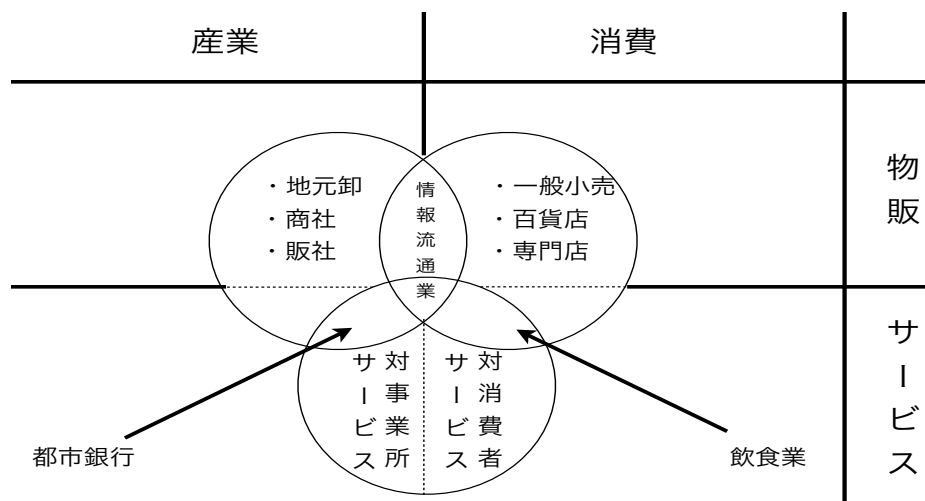 産業
消費
物販
・地元卸
・商社
・販社
情報流通業
・一般小売
・百貨店
・専門店
サービス
対事業所
サービス
対消費者
サービス
都市銀行
飲食業